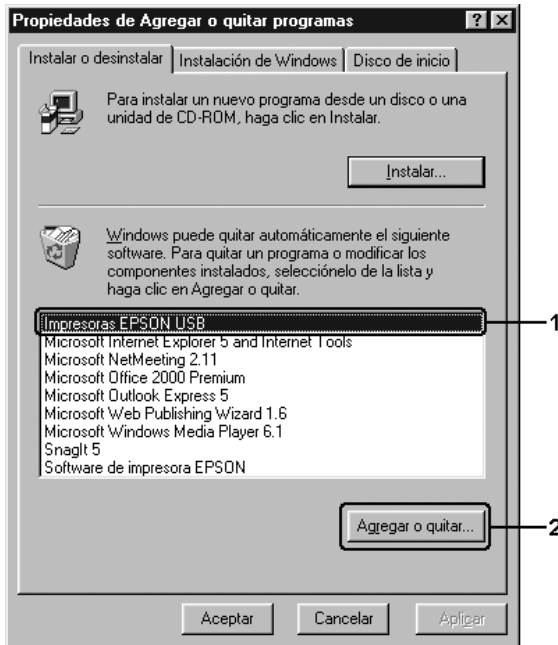 Propiedades de Agregar o quitar programas
Instalar o desinstalar
Instalación de Windows
Disco de inicio
Para instalar un nuevo programa desde un disco o una
unidad de CD-ROM, haga clic en Instalar.
Instalar...
Windows puede quitar automáticamente el siguiente
software. Para quitar un programa o modificar los
componentes instalados, selecciónelo de la lista y
haga clic en Agregar o quitar.
Impresoras EPSON USB
1
Microsoft Internet Explorer 5 and Internet Tools
Microsoft NetMeeting 2.11
Microsoft Office 2000 Premium
Microsoft Outlook Express 5
Microsoft Web Publishing Wizard 1.6
Microsoft Windows Media Player 6.1
SnagIt 5
Software de impresora EPSON
Agregar o quitar...
2
Aceptar
Cancelar
Aplicar